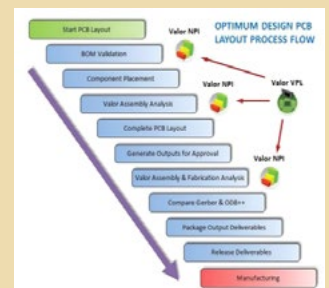 OPTIMUM DESIGN PCB
LAYOUT PROCESS FLOW
Start PCB Layout
Valor NPI
BOM Validation
Component Placement
Valor NPI
Valor VPL
Valor Assembly Analysis
Complete PCB Layout
Generate Outputs for Approval
Valor NPI
Valor Assembly & Fabrication Analysis
Compare Gerber & ODB++
Package Output Deliverables
Release Deliverables
Manufacturing